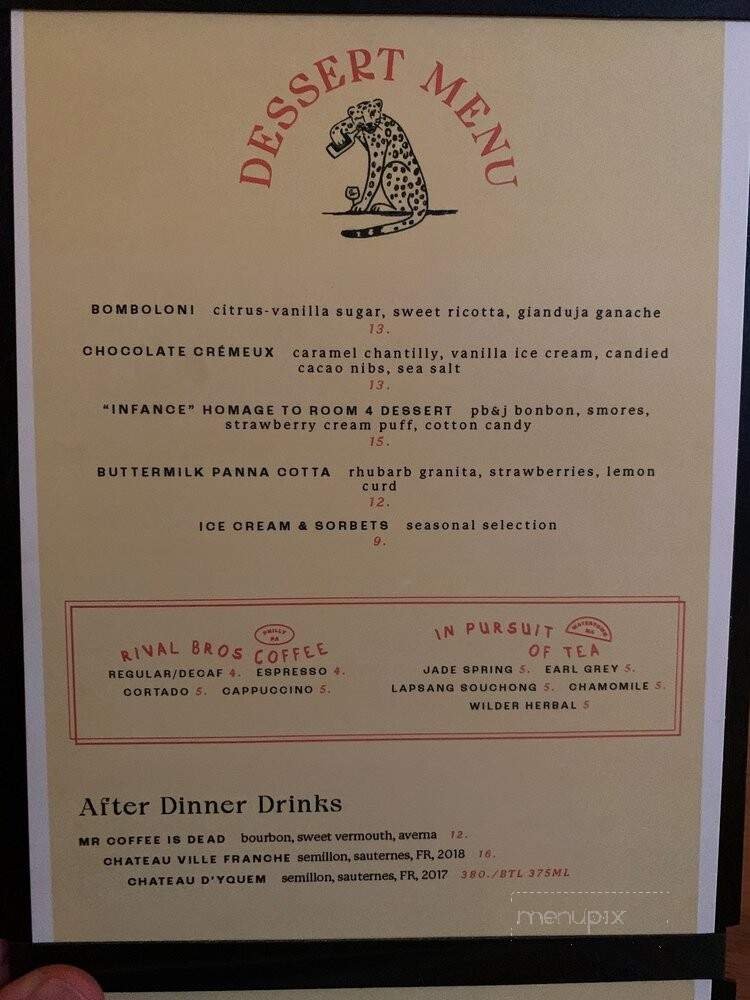 DESSERT MENU
BOMBOLONI citrus-vanilla sugar, sweet ricotta, gianduja ganache
13.
CHOCOLATE CRÉMEUX caramel chantilly, vanilla ice cream, candied
cacao nibs, sea salt
13.
"INFANCE" HOMAGE TO ROOM 4 DESSERT pb&j bonbon, smores,
strawberry cream puff, cotton candy
15.
BUTTERMILK PANNA COTTA rhubarb granita, strawberries, lemon
curd
12.
ICE CREAM & SORBETS seasonal selection
9.
PHILLY
PA
RIVAL BROS COFFEE
REGULAR/DECAF 4. ESPRESSO 4.
CORTADO 5. CAPPUCCINO 5.
IN PURSUIT
OF TEA
JADE SPRING 5. EARL GREY 5.
LAPSANG SOUCHONG 5. CHAMOMILE 5.
WILDER HERBAL 5
After Dinner Drinks
MR COFFEE IS DEAD bourbon, sweet vermouth, averna 12.
CHATEAU VILLE FRANCHE semillon, sauternes, FR, 2018 16.
CHATEAU D'YQUEM semillon, sauternes, FR, 2017 380./BTL 375ML
menupix